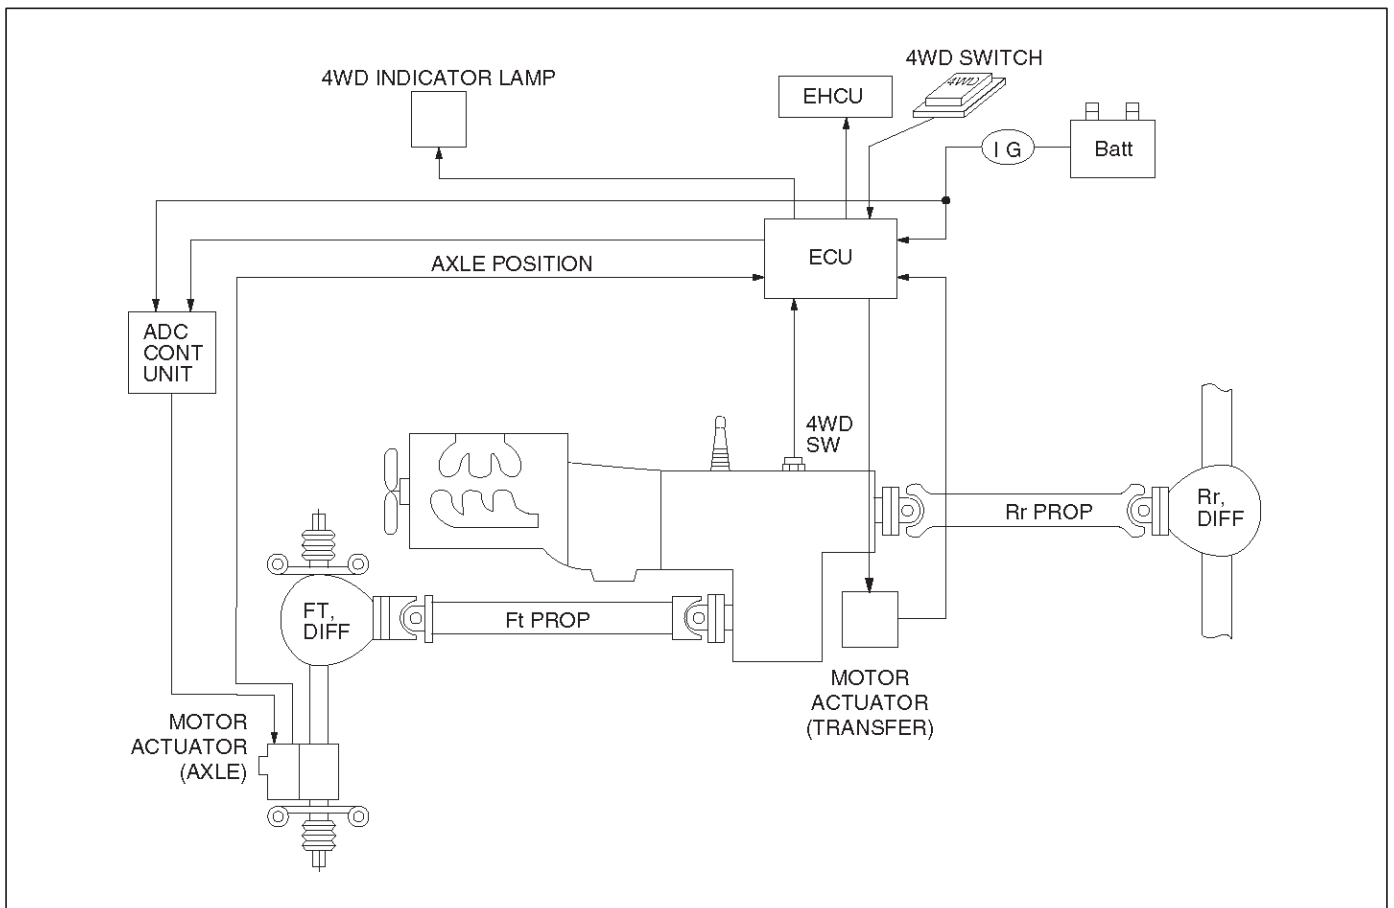 4WD SWITCH
4WD INDICATOR LAMP
EHCU
4WD
I G
Batt
ECU
AXLE POSITION
ADC
CONT
UNIT
4WD
SW
Rr PROP
Rr,
DIFF
FT,
DIFF
Ft PROP
MOTOR
ACTUATOR
(TRANSFER)
MOTOR
ACTUATOR
(AXLE)